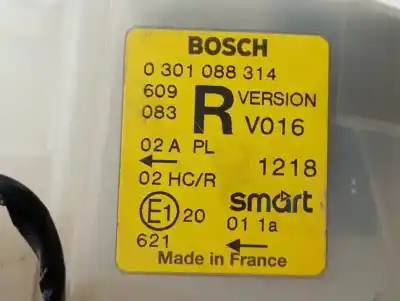 BOSCH
0 301 088 314
609 R VERSION
083 V016
02 A PL 1218
02 HC/R smart
E1 20 01 1a
621
Made in France